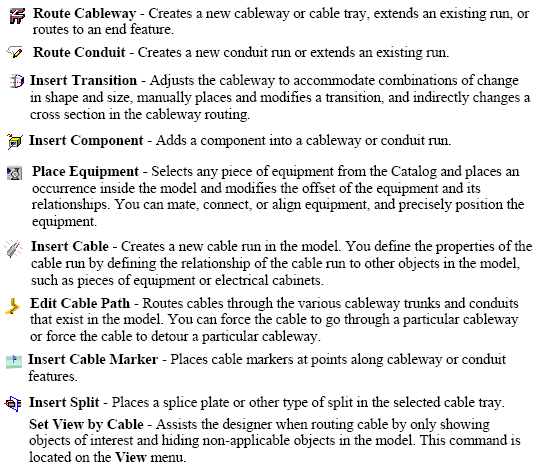 Route Cableway - Creates a new cableway or cable tray, extends an existing run, or
routes to an end feature.
Route Conduit - Creates a new conduit run or extends an existing run.
Insert Transition - Adjusts the cableway to accommodate combinations of change
in shape and size, manually places and modifies a transition, and indirectly changes a
cross section in the cableway routing.
Insert Component - Adds a component into a cableway or conduit run.
Place Equipment - Selects any piece of equipment from the Catalog and places an
occurrence inside the model and modifies the offset of the equipment and its
relationships. You can mate, connect, or align equipment, and precisely position the
equipment.
Insert Cable - Creates a new cable run in the model. You define the properties of the
cable run by defining the relationship of the cable run to other objects in the model,
such as pieces of equipment or electrical cabinets.
Edit Cable Path - Routes cables through the various cableway trunks and conduits
that exist in the model. You can force the cable to go through a particular cableway
or force the cable to detour a particular cableway.
Insert Cable Marker - Places cable markers at points along cableway or conduit
features.
Insert Split - Places a splice plate or other type of split in the selected cable tray.
Set View by Cable - Assists the designer when routing cable by only showing
objects of interest and hiding non-applicable objects in the model. This command is
located on the View menu.